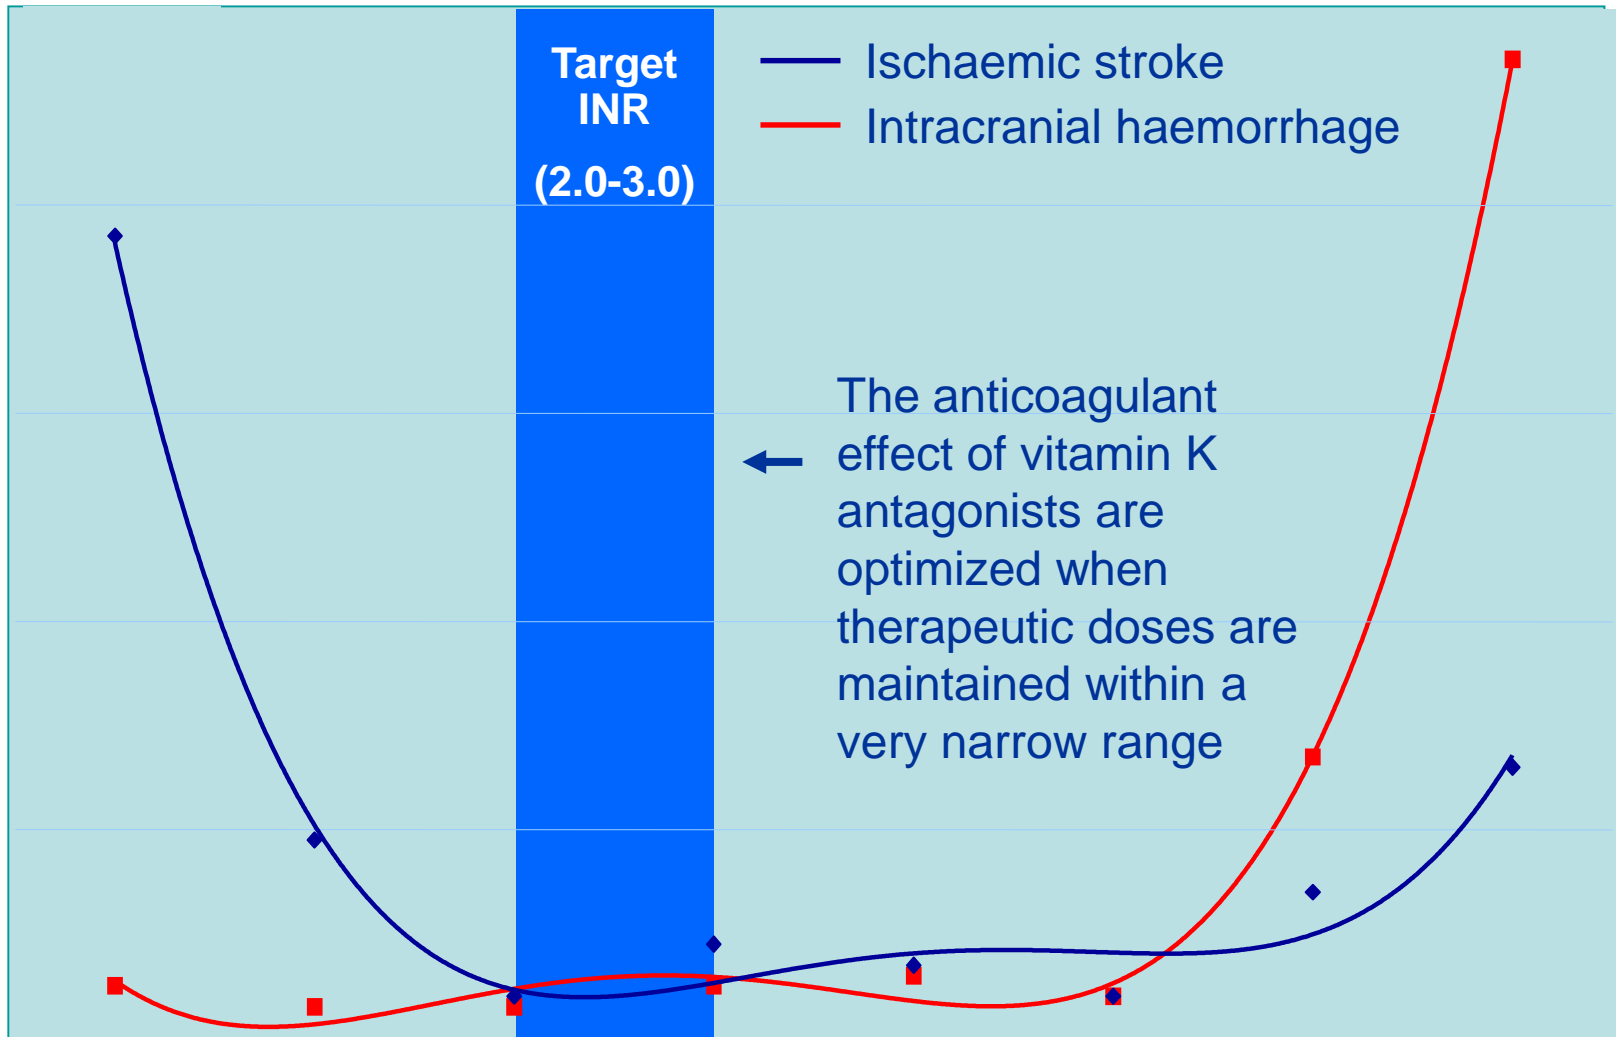 Target
INR
(2.0-3.0)
Ischaemic stroke
Intracranial haemorrhage
The anticoagulant
effect of vitamin K
antagonists are
optimized when
therapeutic doses are
maintained within a
very narrow range